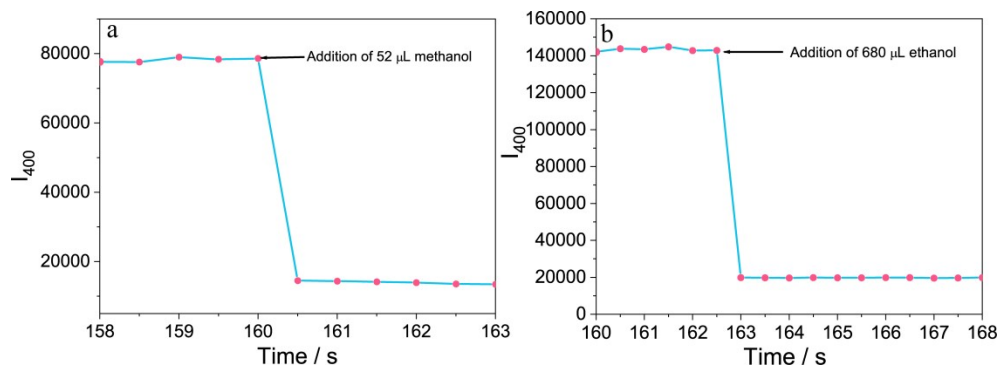 a
80000
60000
40000
20000
I400
Addition of 52 μL methanol
158 159 160 161 162 163
Time / s
b
160000
140000
120000
100000
80000
60000
40000
20000
0
I400
Addition of 680 μL ethanol
160 161 162 163 164 165 166 167 168
Time / s